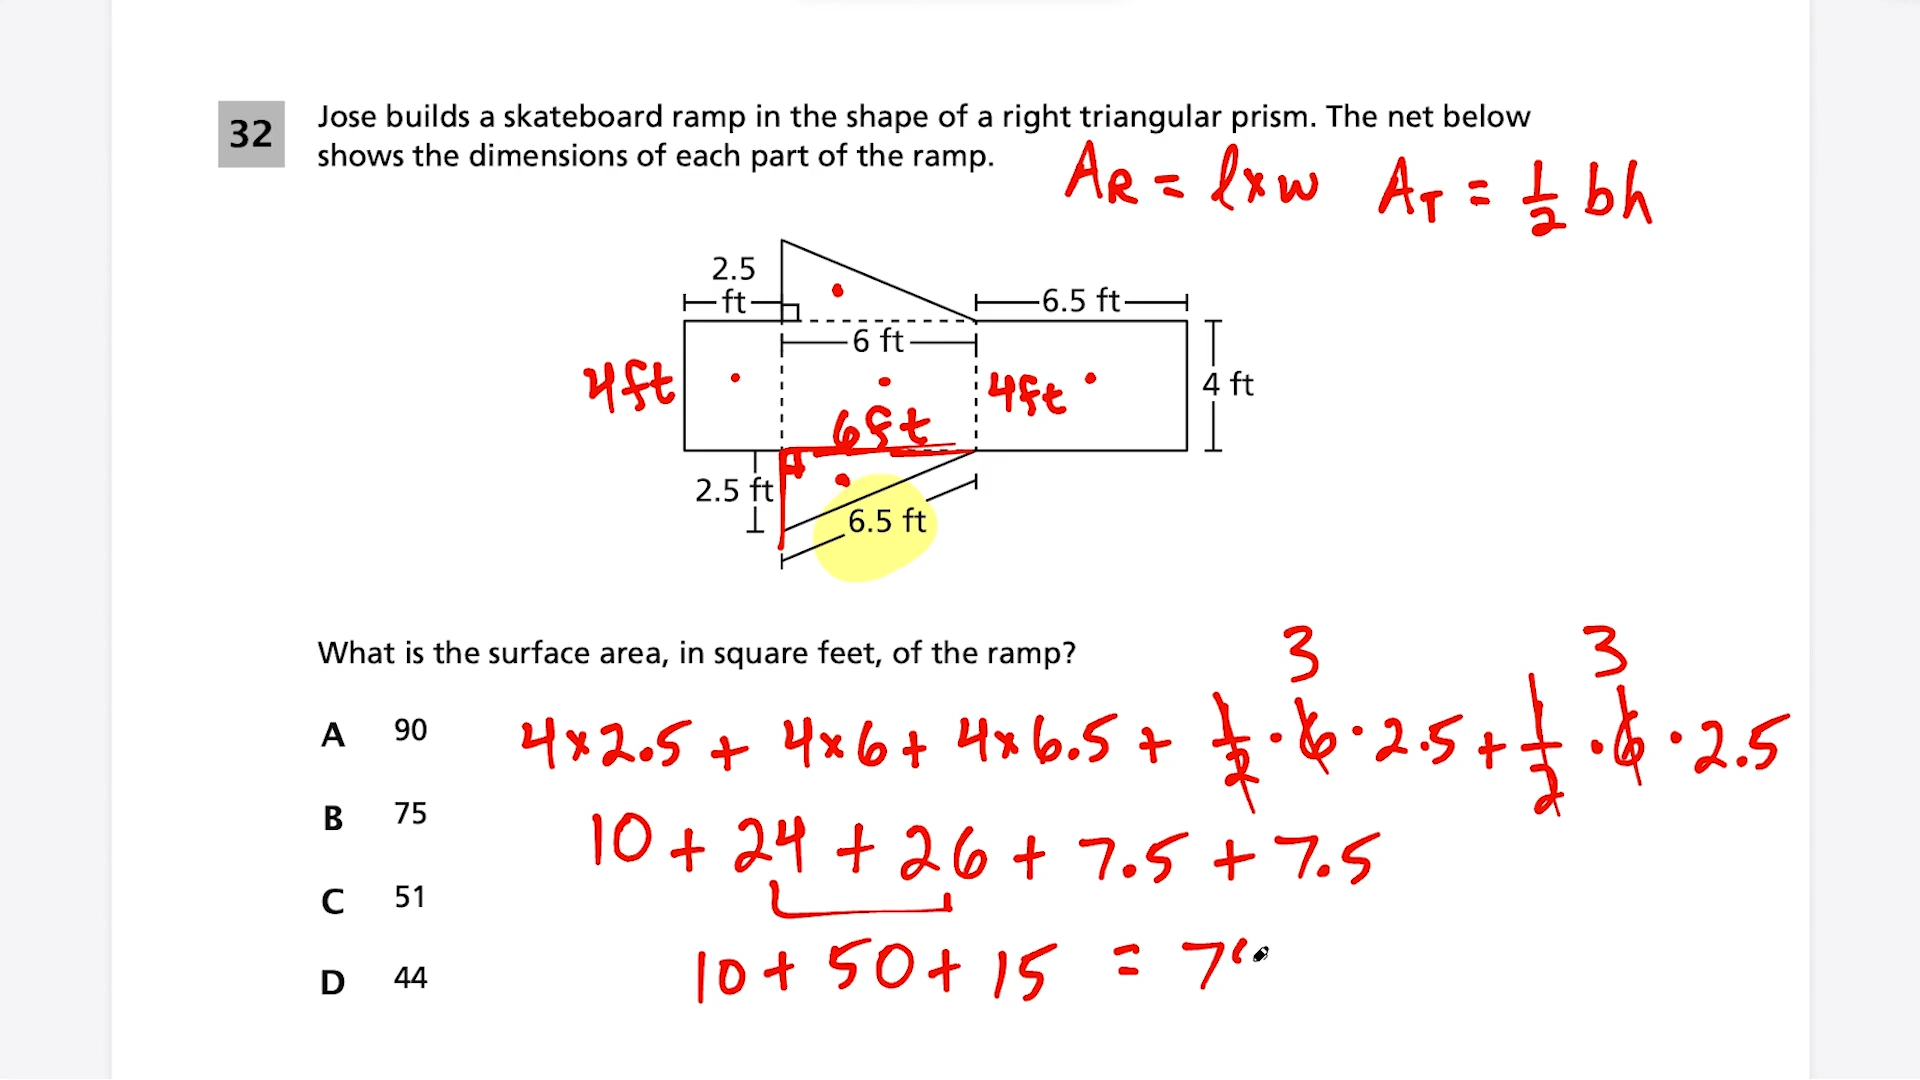 32 Jose builds a skateboard ramp in the shape of a right triangular prism. The net below
shows the dimensions of each part of the ramp.
A_R = l x w A_T = 1/2 bh
2.5
ft
6.5 ft
6 ft
4ft
4ft
4 ft
6ft
2.5 ft
6.5 ft
What is the surface area, in square feet, of the ramp?
3 3
A 90
4x2.5 + 4x6 + 4x6.5 + 1/2 · 6 · 2.5 + 1/2 · 6 · 2.5
B 75
10 + 24 + 26 + 7.5 + 7.5
C 51
10 + 50 + 15 = 7
D 44